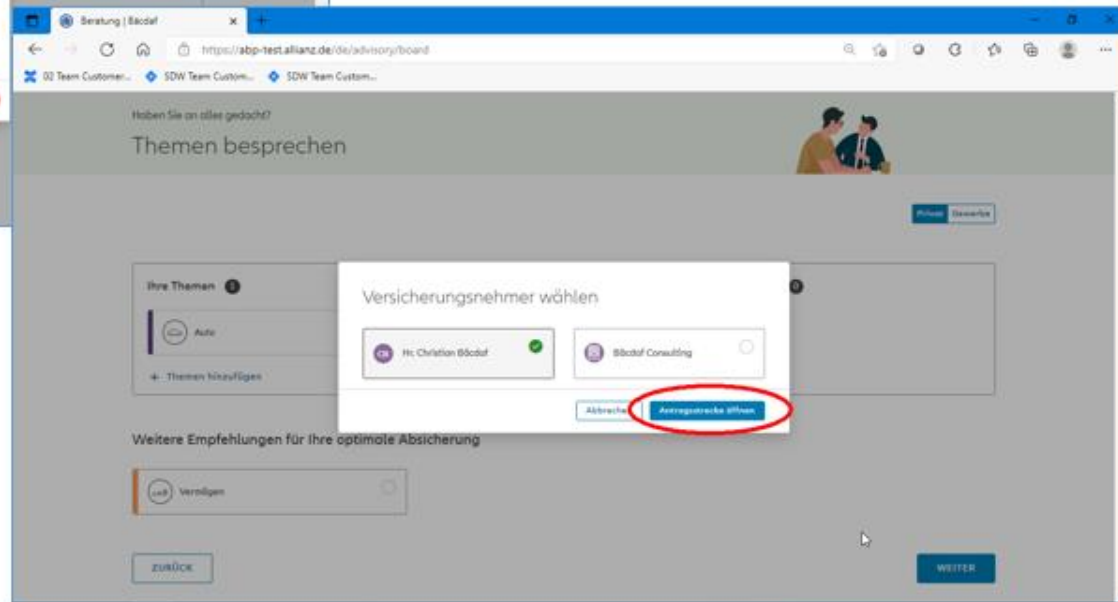 Beratung | Bäcdaf
https://abp-test.allianz.de/de/advisory/board
02 Team Customer...
SDW Team Custom...
SDW Team Custom...
Haben Sie an alles gedacht?
Themen besprechen
Privat Gewerbe
Ihre Themen 1
Auto
+ Themen hinzufügen
0
Versicherungsnehmer wählen
Hr. Christian Bäcdaf
Bäcdaf Consulting
Abbrechen
Antragsstrecke öffnen
Weitere Empfehlungen für Ihre optimale Absicherung
Vermögen
ZURÜCK
WEITER